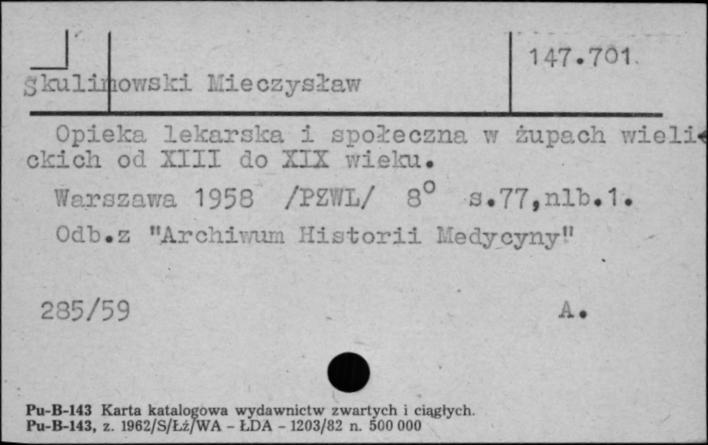 147.701.
Skulimowski Mieczysław
Opieka lekarska i społeczna w żupach wieli-
ckich od XIII do XIX wieku.
Warszawa 1958 /PZWL/ 8° s.77,nlb.1.
Odb.z "Archiwum Historii Medycyny"
285/59 A.
Pu-B-143 Karta katalogowa wydawnictw zwartych i ciągłych.
Pu-B-143, z. 1962/S/Łź/WA – ŁDA – 1203/82 n. 500 000